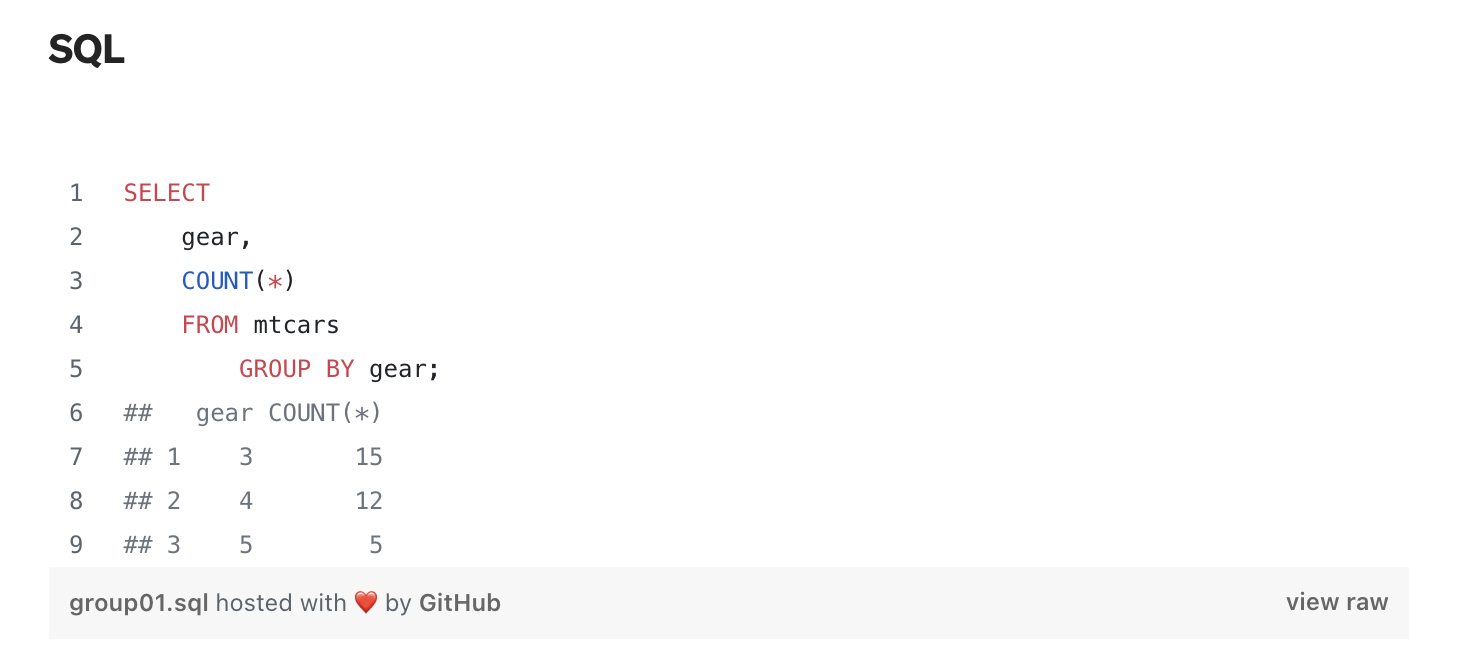 SQL
1 SELECT
2     gear,
3     COUNT(*)
4     FROM mtcars
5         GROUP BY gear;
6 ##   gear COUNT(*)
7 ## 1    3       15
8 ## 2    4       12
9 ## 3    5        5
group01.sql hosted with ❤️ by GitHub view raw